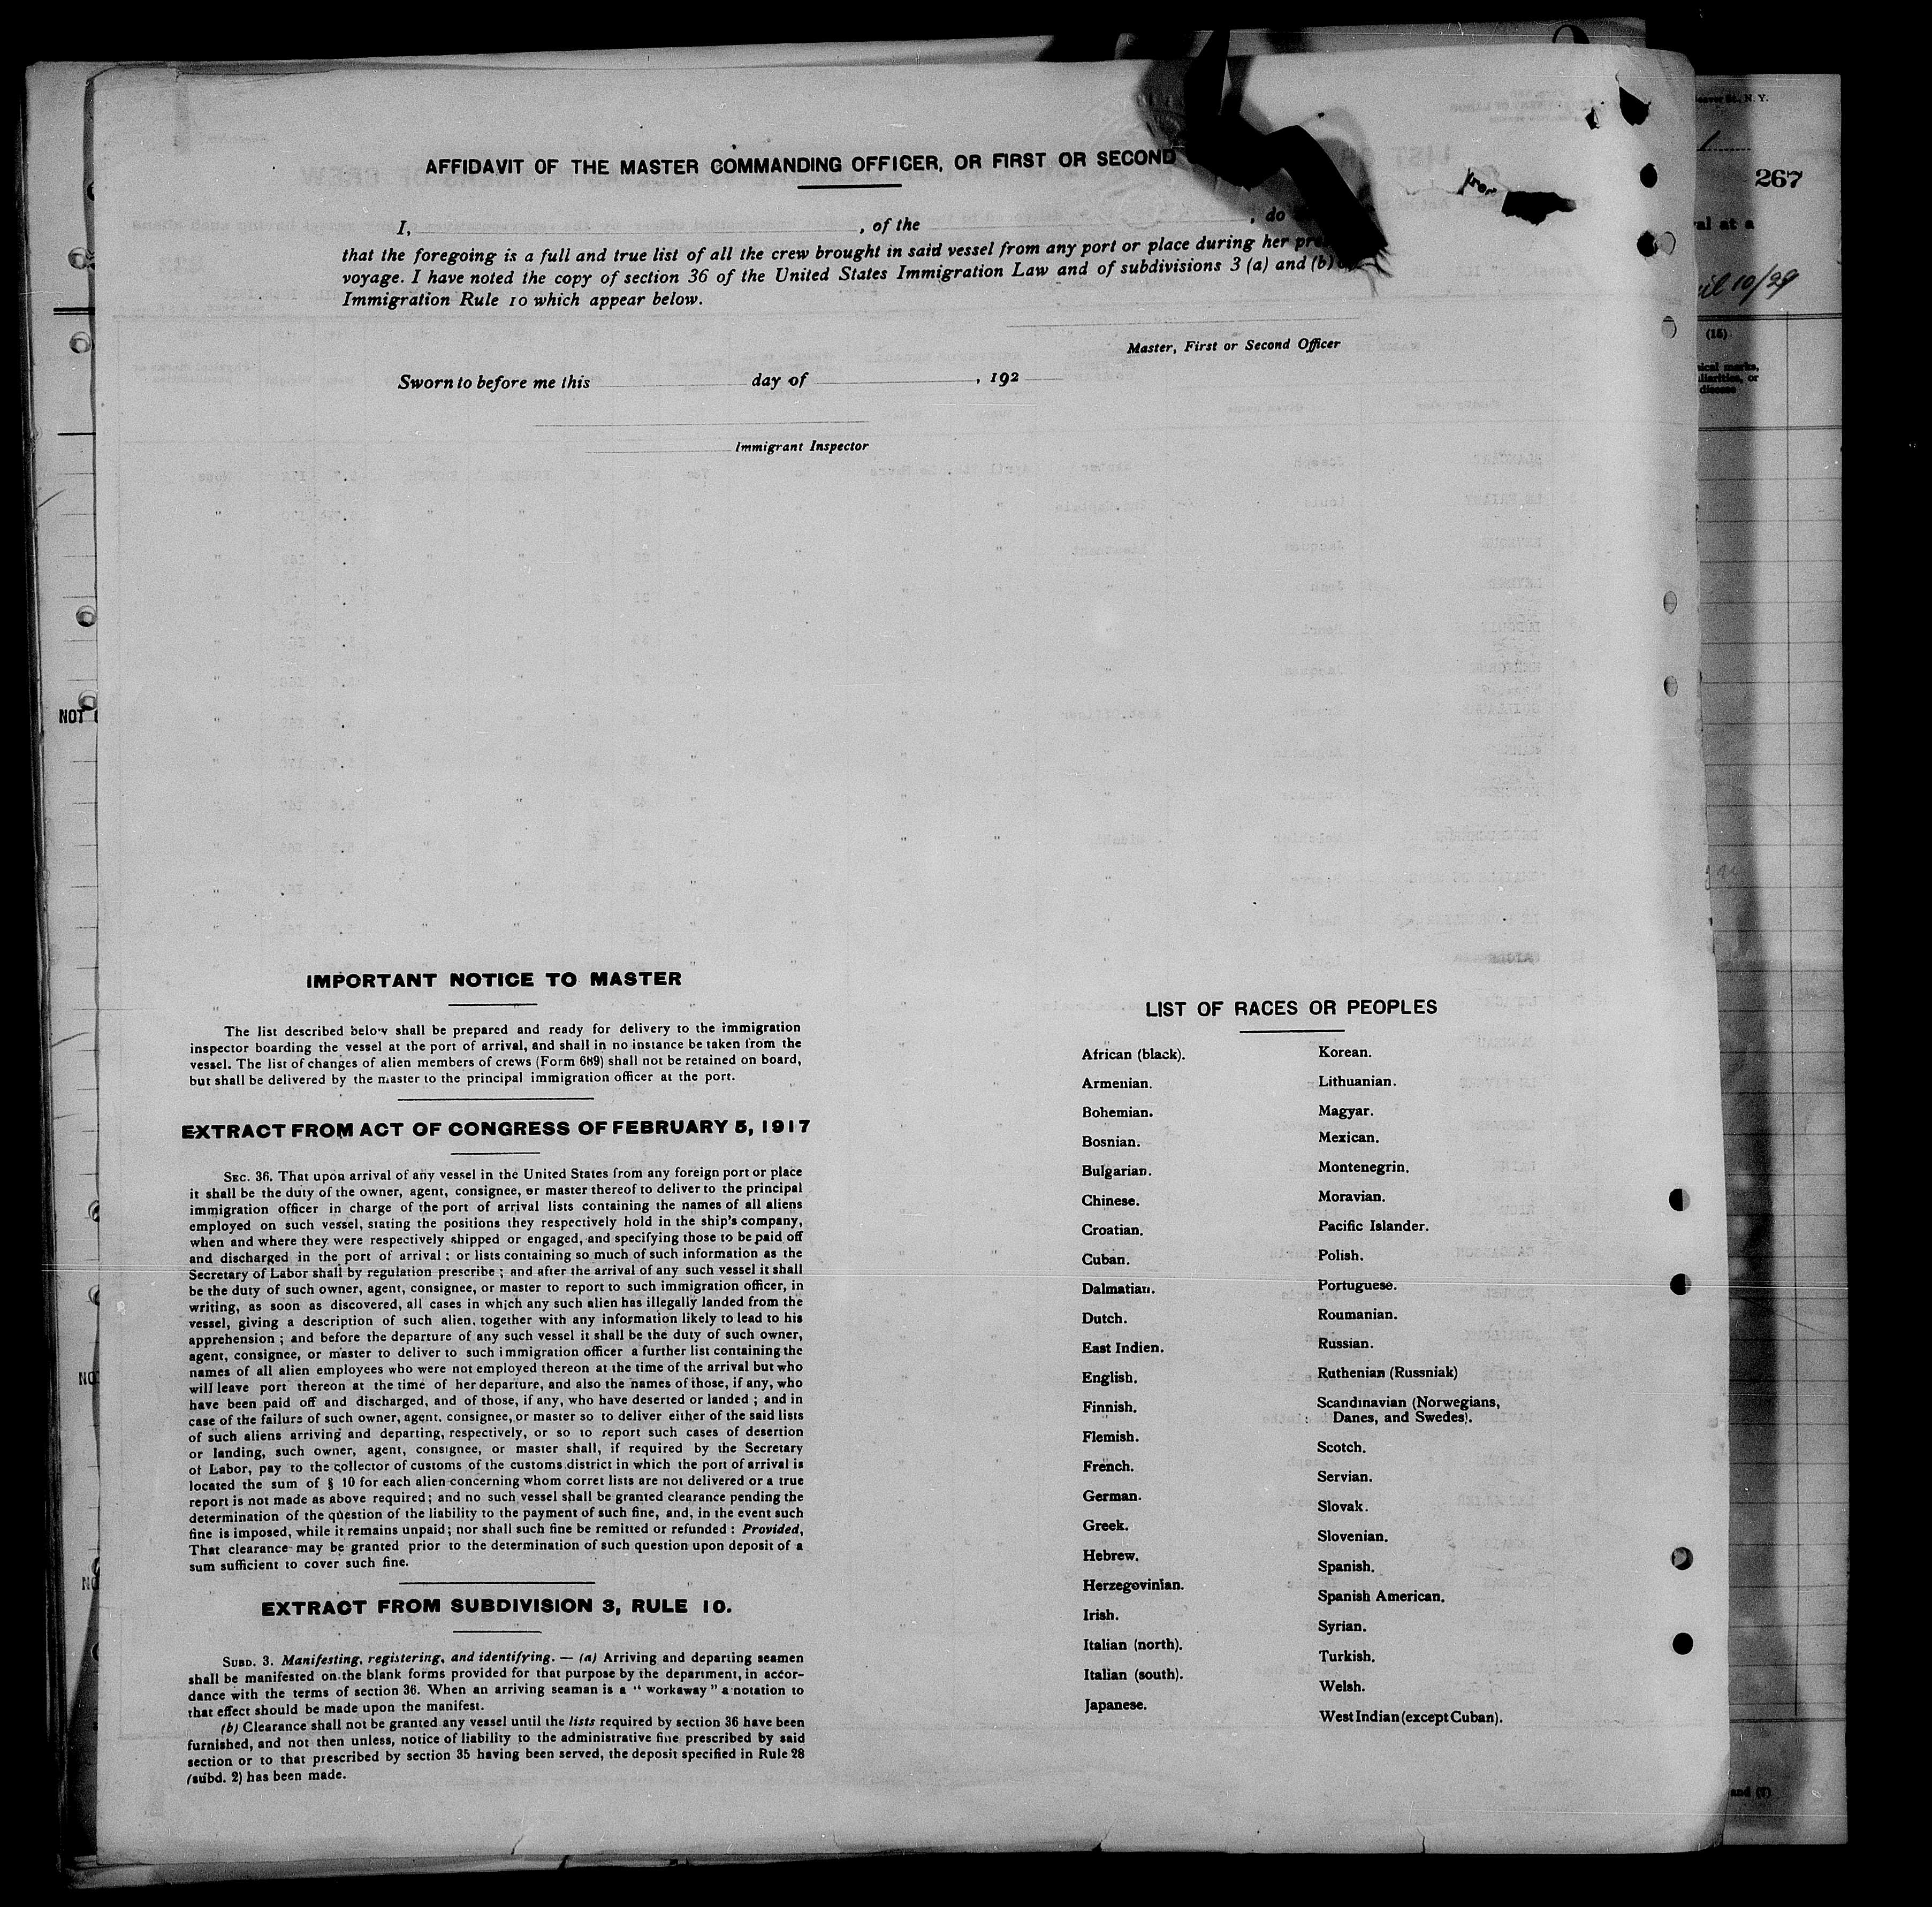 AFFIDAVIT OF THE MASTER COMMANDING OFFICER, OR FIRST OR SECOND
I, , of the , do
that the foregoing is a full and true list of all the crew brought in said vessel from any port or place during her
voyage. I have noted the copy of section 36 of the United States Immigration Law and of subdivisions 3 (a) and (b)
Immigration Rule 10 which appear below.
Master, First or Second Officer
Sworn to before me this day of , 192
Immigrant Inspector
IMPORTANT NOTICE TO MASTER
The list described below shall be prepared and ready for delivery to the immigration
inspector boarding the vessel at the port of arrival, and shall in no instance be taken from the
vessel. The list of changes of alien members of crews (Form 689) shall not be retained on board,
but shall be delivered by the master to the principal immigration officer at the port.
EXTRACT FROM ACT OF CONGRESS OF FEBRUARY 5, 1917
SEC. 36. That upon arrival of any vessel in the United States from any foreign port or place
it shall be the duty of the owner, agent, consignee, or master thereof to deliver to the principal
immigration officer in charge of the port of arrival lists containing the names of all aliens
employed on such vessel, stating the positions they respectively hold in the ship's company,
when and where they were respectively shipped or engaged, and specifying those to be paid off
and discharged in the port of arrival ; or lists containing so much of such information as the
Secretary of Labor shall by regulation prescribe ; and after the arrival of any such vessel it shall
be the duty of such owner, agent, consignee, or master to report to such immigration officer, in
writing, as soon as discovered, all cases in which any such alien has illegally landed from the
vessel, giving a description of such alien, together with any information likely to lead to his
apprehension ; and before the departure of any such vessel it shall be the duty of such owner,
agent, consignee, or master to deliver to such immigration officer a further list containing the
names of all alien employees who were not employed thereon at the time of the arrival but who
will leave port thereon at the time of her departure, and also the names of those, if any, who
have been paid off and discharged, and of those, if any, who have deserted or landed ; and in
case of the failure of such owner, agent, consignee, or master so to deliver either of the said lists
of such aliens arriving and departing, respectively, or so to report such cases of desertion
or landing, such owner, agent, consignee, or master shall, if required by the Secretary
of Labor, pay to the collector of customs of the customs district in which the port of arrival is
located the sum of § 10 for each alien concerning whom corret lists are not delivered or a true
report is not made as above required ; and no such vessel shall be granted clearance pending the
determination of the question of the liability to the payment of such fine, and, in the event such
fine is imposed, while it remains unpaid ; nor shall such fine be remitted or refunded : Provided,
That clearance may be granted prior to the determination of such question upon deposit of a
sum sufficient to cover such fine.
EXTRACT FROM SUBDIVISION 3, RULE 10.
SUBD. 3. Manifesting, registering, and identifying. — (a) Arriving and departing seamen
shall be manifested on the blank forms provided for that purpose by the department, in accor-
dance with the terms of section 36. When an arriving seaman is a “ workaway ” a notation to
that effect should be made upon the manifest.
(b) Clearance shall not be granted any vessel until the lists required by section 36 have been
furnished, and not then unless, notice of liability to the administrative fine prescribed by said
section or to that prescribed by section 35 having been served, the deposit specified in Rule 28
(subd. 2) has been made.
LIST OF RACES OR PEOPLES
African (black).
Armenian.
Bohemian.
Bosnian.
Bulgarian.
Chinese.
Croatian.
Cuban.
Dalmatian.
Dutch.
East Indien.
English.
Finnish.
Flemish.
French.
German.
Greek.
Hebrew.
Herzegovinian.
Irish.
Italian (north).
Italian (south).
Japanese.
Korean.
Lithuanian.
Magyar.
Mexican.
Montenegrin.
Moravian.
Pacific Islander.
Polish.
Portuguese.
Roumanian.
Russian.
Ruthenian (Russniak)
Scandinavian (Norwegians,
Danes, and Swedes).
Scotch.
Servian.
Slovak.
Slovenian.
Spanish.
Spanish American.
Syrian.
Turkish.
Welsh.
West Indian (except Cuban).
N. Y.
267
at a
10/29
(15)
marks,
or
disease
and (7)
NOT